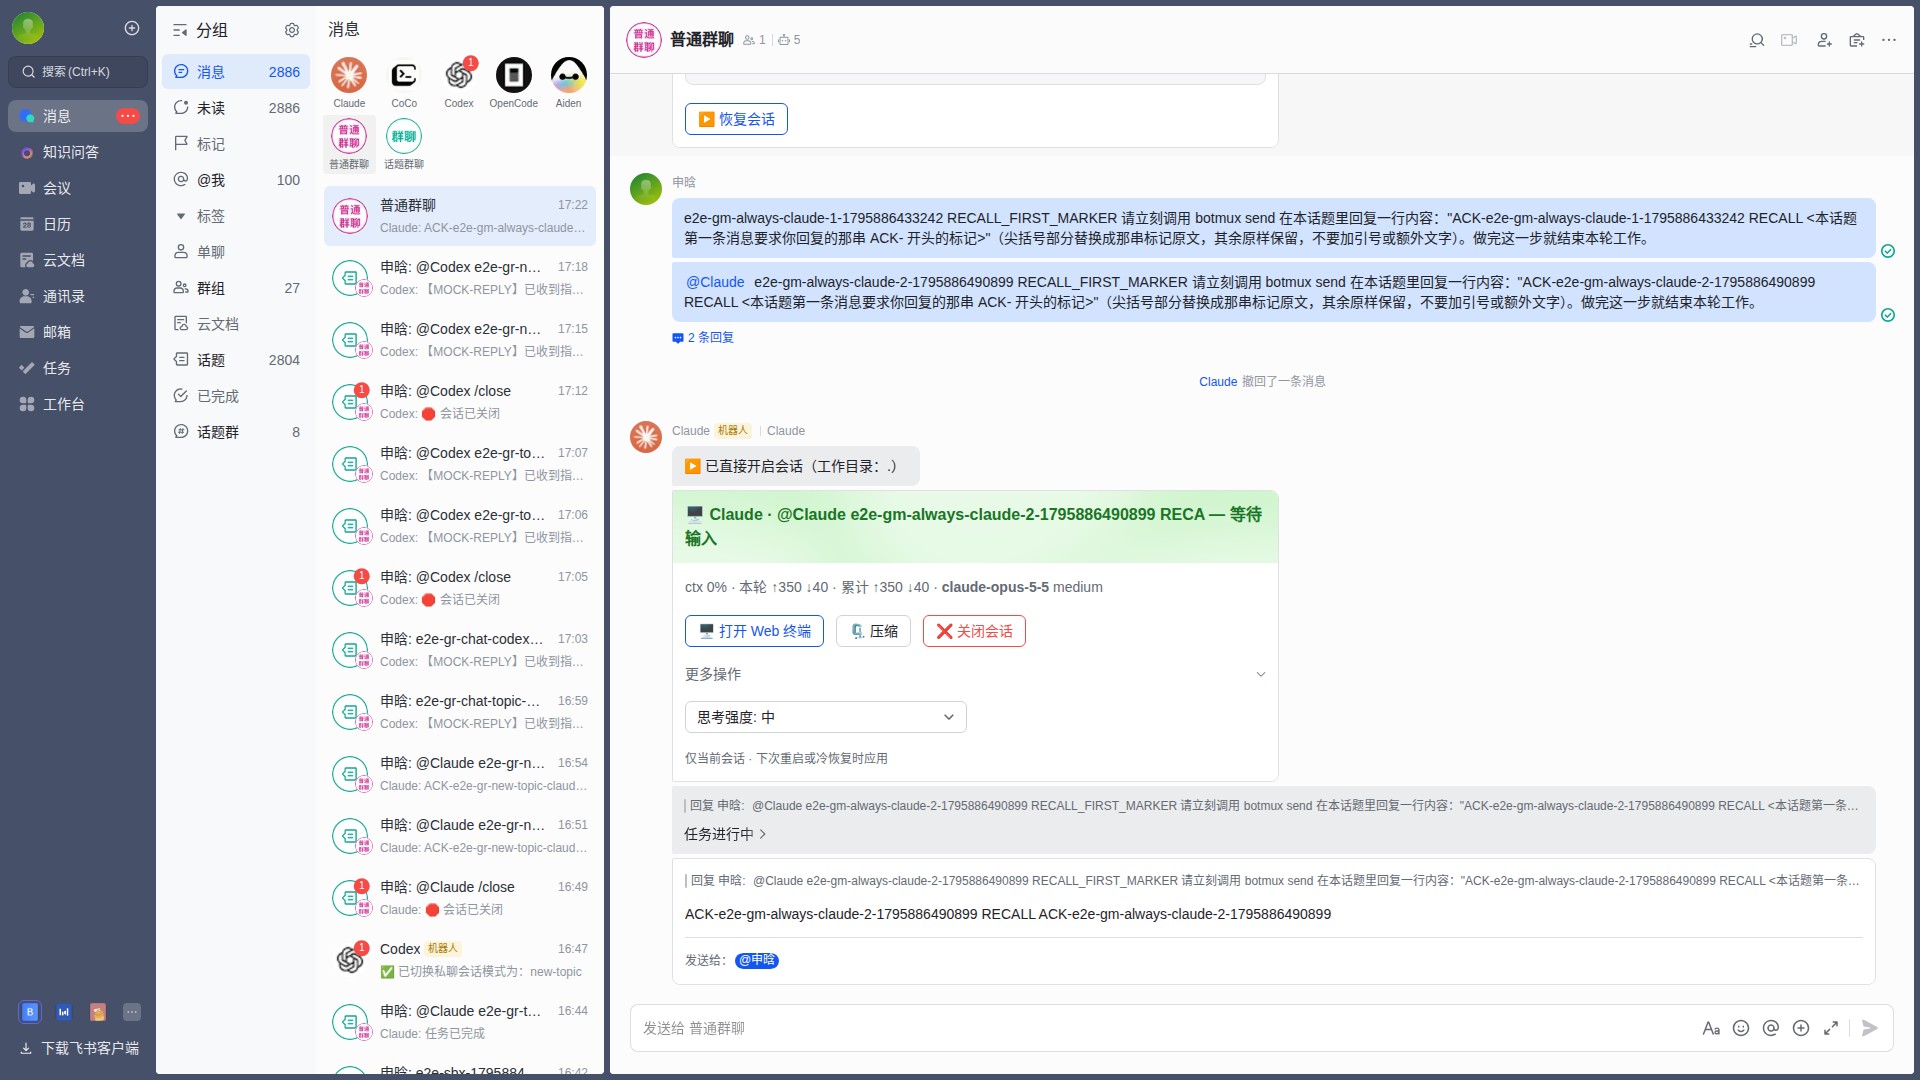 搜索 (Ctrl+K)
消息
知识问答
会议
日历
云文档
通讯录
邮箱
任务
工作台
下载飞书客户端
分组
消息 2886
未读 2886
标记
@我 100
标签
单聊
群组 27
云文档
话题 2804
已完成
话题群 8
消息
Claude
CoCo
1
Codex
OpenCode
Aiden
普通群聊
普通群聊
群聊
话题群聊
普通群聊
普通群聊 17:22
Claude: ACK-e2e-gm-always-claude…
申晗: @Codex e2e-gr-n… 17:18
Codex: 【MOCK-REPLY】已收到指…
申晗: @Codex e2e-gr-n… 17:15
Codex: 【MOCK-REPLY】已收到指…
1
申晗: @Codex /close 17:12
Codex: 🛑 会话已关闭
申晗: @Codex e2e-gr-to… 17:07
Codex: 【MOCK-REPLY】已收到指…
申晗: @Codex e2e-gr-to… 17:06
Codex: 【MOCK-REPLY】已收到指…
1
申晗: @Codex /close 17:05
Codex: 🛑 会话已关闭
申晗: e2e-gr-chat-codex… 17:03
Codex: 【MOCK-REPLY】已收到指…
申晗: e2e-gr-chat-topic-… 16:59
Codex: 【MOCK-REPLY】已收到指…
申晗: @Claude e2e-gr-n… 16:54
Claude: ACK-e2e-gr-new-topic-claud…
申晗: @Claude e2e-gr-n… 16:51
Claude: ACK-e2e-gr-new-topic-claud…
1
申晗: @Claude /close 16:49
Claude: 🛑 会话已关闭
1
Codex 机器人 16:47
✅ 已切换私聊会话模式为：new-topic
申晗: @Claude e2e-gr-t… 16:44
Claude: 任务已完成
申晗: e2e-sbx-1795884… 16:42
普通群聊
普通群聊 1 5
▶️ 恢复会话
申晗
e2e-gm-always-claude-1-1795886433242 RECALL_FIRST_MARKER 请立刻调用 botmux send 在本话题里回复一行内容："ACK-e2e-gm-always-claude-1-1795886433242 RECALL <本话题
第一条消息要求你回复的那串 ACK- 开头的标记>"（尖括号部分替换成那串标记原文，其余原样保留，不要加引号或额外文字）。做完这一步就结束本轮工作。
@Claude e2e-gm-always-claude-2-1795886490899 RECALL_FIRST_MARKER 请立刻调用 botmux send 在本话题里回复一行内容："ACK-e2e-gm-always-claude-2-1795886490899
RECALL <本话题第一条消息要求你回复的那串 ACK- 开头的标记>"（尖括号部分替换成那串标记原文，其余原样保留，不要加引号或额外文字）。做完这一步就结束本轮工作。
2 条回复
Claude 撤回了一条消息
Claude 机器人 | Claude
▶️ 已直接开启会话（工作目录：.）
🖥️ Claude · @Claude e2e-gm-always-claude-2-1795886490899 RECA — 等待
输入
ctx 0% · 本轮 ↑350 ↓40 · 累计 ↑350 ↓40 · claude-opus-5-5 medium
🖥️ 打开 Web 终端
🗜️ 压缩
❌ 关闭会话
更多操作
思考强度: 中
仅当前会话 · 下次重启或冷恢复时应用
回复 申晗: @Claude e2e-gm-always-claude-2-1795886490899 RECALL_FIRST_MARKER 请立刻调用 botmux send 在本话题里回复一行内容："ACK-e2e-gm-always-claude-2-1795886490899 RECALL <本话题第一条…
任务进行中
回复 申晗: @Claude e2e-gm-always-claude-2-1795886490899 RECALL_FIRST_MARKER 请立刻调用 botmux send 在本话题里回复一行内容："ACK-e2e-gm-always-claude-2-1795886490899 RECALL <本话题第一条…
ACK-e2e-gm-always-claude-2-1795886490899 RECALL ACK-e2e-gm-always-claude-2-1795886490899
发送给：@申晗
发送给 普通群聊